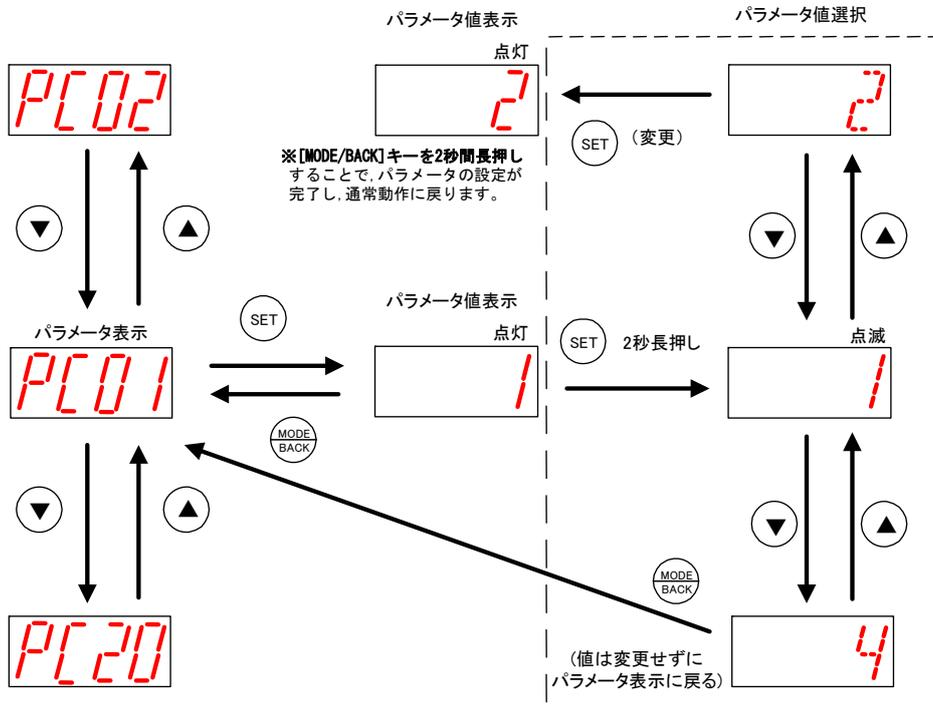 パラメータ値表示
パラメータ値選択
点灯
PC02
2
2
SET
(変更)
※[MODE/BACK]キーを2秒間長押し
することで,パラメータの設定が
完了し,通常動作に戻ります。
▼
▲
▼
▲
パラメータ値表示
SET
パラメータ表示
点灯
SET
2秒長押し
点滅
PC01
1
1
MODE
BACK
▼
▲
▼
▲
MODE
BACK
PC20
4
(値は変更せずに
パラメータ表示に戻る)